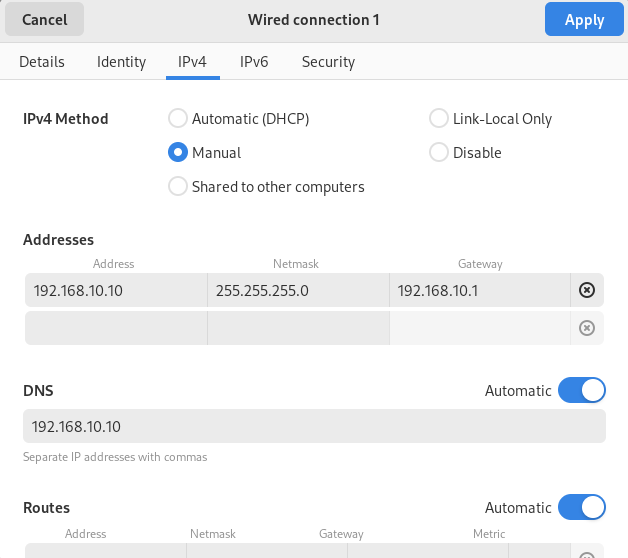 Cancel Wired connection 1 Apply
Details Identity IPv4 IPv6 Security
IPv4 Method Automatic (DHCP) Link-Local Only
Manual Disable
Shared to other computers
Addresses
Address Netmask Gateway
192.168.10.10 255.255.255.0 192.168.10.1
DNS Automatic
192.168.10.10
Separate IP addresses with commas
Routes Automatic
Address Netmask Gateway Metric